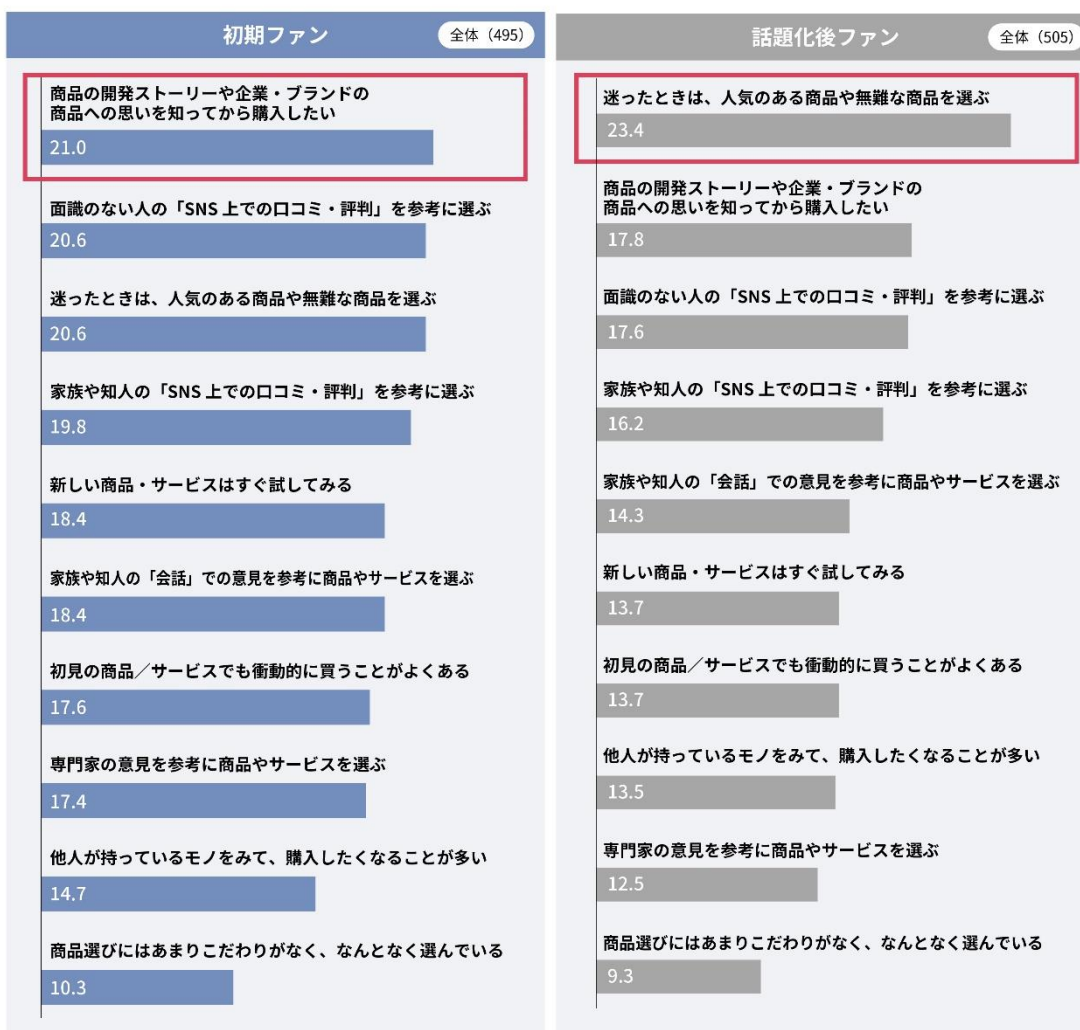 初期ファン
全体（495）
商品の開発ストーリーや企業・ブランドの
商品への思いを知ってから購入したい
21.0
面識のない人の「SNS 上での口コミ・評判」を参考に選ぶ
20.6
迷ったときは、人気のある商品や無難な商品を選ぶ
20.6
家族や知人の「SNS 上での口コミ・評判」を参考に選ぶ
19.8
新しい商品・サービスはすぐ試してみる
18.4
家族や知人の「会話」での意見を参考に商品やサービスを選ぶ
18.4
初見の商品／サービスでも衝動的に買うことがよくある
17.6
専門家の意見を参考に商品やサービスを選ぶ
17.4
他人が持っているモノをみて、購入したくなることが多い
14.7
商品選びにはあまりこだわりがなく、なんとなく選んでいる
10.3
話題化後ファン
全体（505）
迷ったときは、人気のある商品や無難な商品を選ぶ
23.4
商品の開発ストーリーや企業・ブランドの
商品への思いを知ってから購入したい
17.8
面識のない人の「SNS 上での口コミ・評判」を参考に選ぶ
17.6
家族や知人の「SNS 上での口コミ・評判」を参考に選ぶ
16.2
家族や知人の「会話」での意見を参考に商品やサービスを選ぶ
14.3
新しい商品・サービスはすぐ試してみる
13.7
初見の商品／サービスでも衝動的に買うことがよくある
13.7
他人が持っているモノをみて、購入したくなることが多い
13.5
専門家の意見を参考に商品やサービスを選ぶ
12.5
商品選びにはあまりこだわりがなく、なんとなく選んでいる
9.3